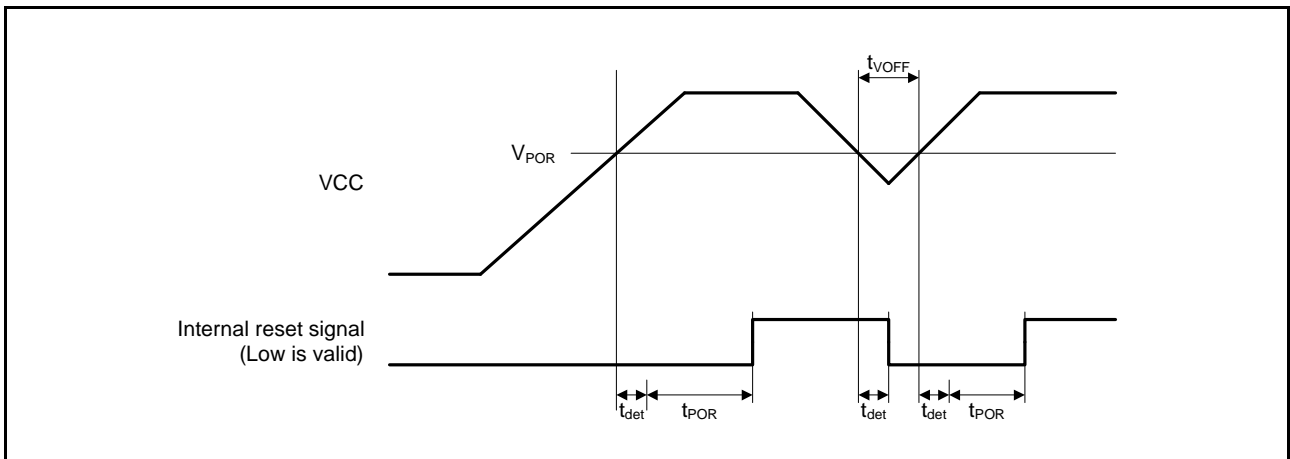 tVOFF
VPOR
VCC
Internal reset signal
(Low is valid)
tdet
tPOR
tdet
tdet
tPOR